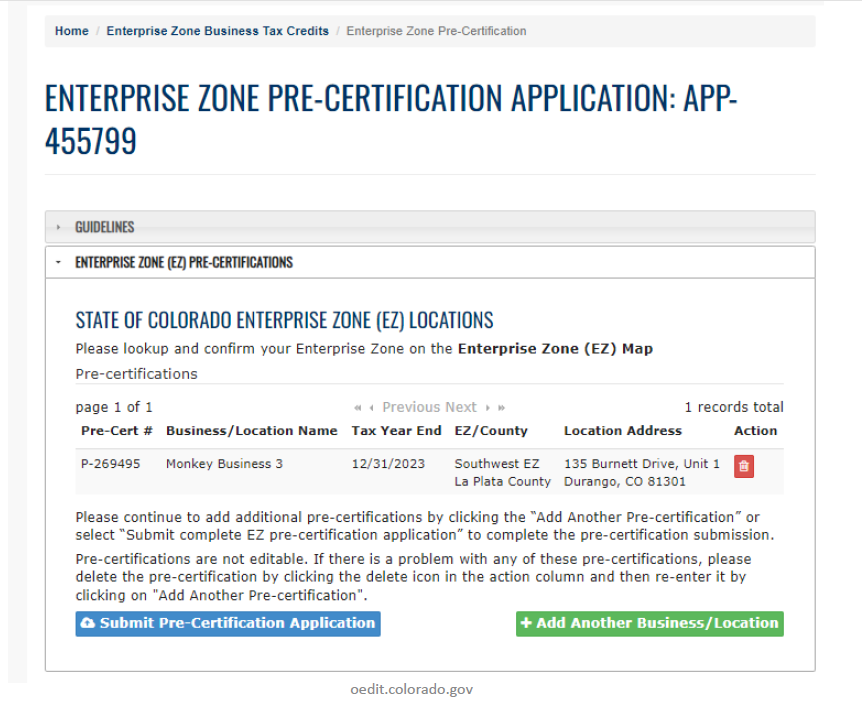 Home / Enterprise Zone Business Tax Credits / Enterprise Zone Pre-Certification
ENTERPRISE ZONE PRE-CERTIFICATION APPLICATION: APP-
455799
GUIDELINES
ENTERPRISE ZONE (EZ) PRE-CERTIFICATIONS
STATE OF COLORADO ENTERPRISE ZONE (EZ) LOCATIONS
Please lookup and confirm your Enterprise Zone on the Enterprise Zone (EZ) Map
Pre-certifications
page 1 of 1 « ‹ Previous Next › » 1 records total
Pre-Cert # Business/Location Name Tax Year End EZ/County Location Address Action
P-269495 Monkey Business 3 12/31/2023 Southwest EZ 135 Burnett Drive, Unit 1
La Plata County Durango, CO 81301
Please continue to add additional pre-certifications by clicking the “Add Another Pre-certification” or
select “Submit complete EZ pre-certification application” to complete the pre-certification submission.
Pre-certifications are not editable. If there is a problem with any of these pre-certifications, please
delete the pre-certification by clicking the delete icon in the action column and then re-enter it by
clicking on "Add Another Pre-certification".
Submit Pre-Certification Application + Add Another Business/Location
oedit.colorado.gov